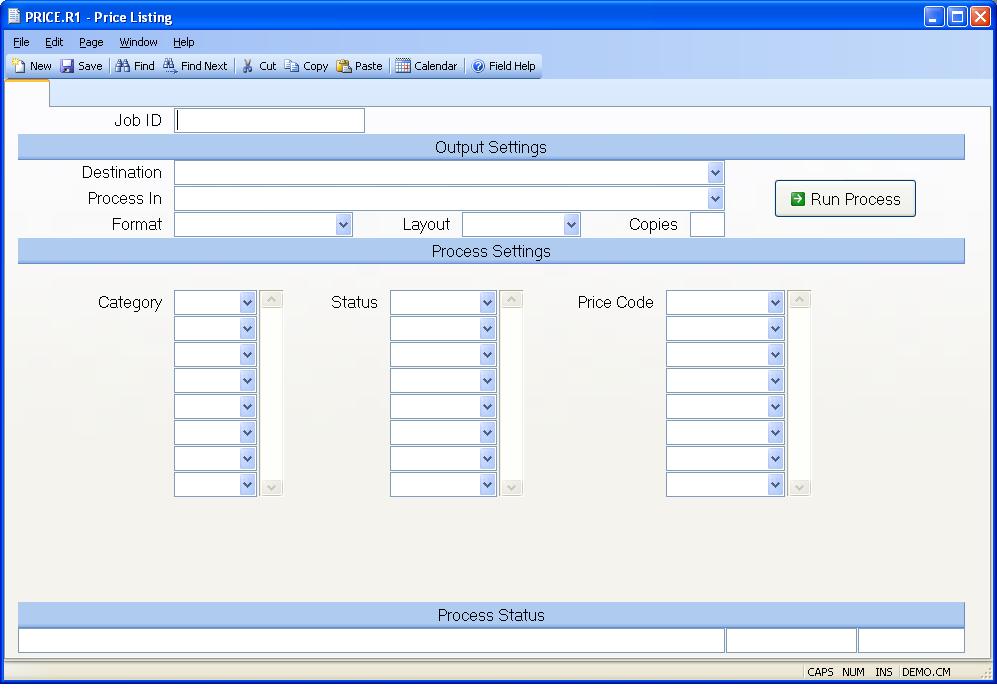 PRICE.R1 - Price Listing
File Edit Page Window Help
New Save Find Find Next Cut Copy Paste Calendar Field Help
Job ID
Output Settings
Destination
Process In
Run Process
Format Layout Copies
Process Settings
Category Status Price Code
Process Status
CAPS NUM INS DEMO.CM